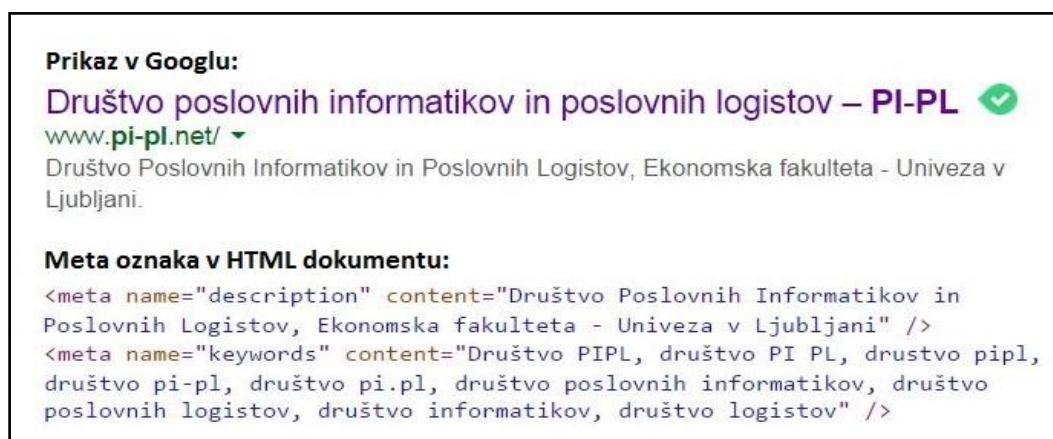 Prikaz v Googlu:
Društvo poslovnih informatikov in poslovnih logistov – PI-PL
www.pi-pl.net/
Društvo Poslovnih Informatikov in Poslovnih Logistov, Ekonomska fakulteta - Univeza v
Ljubljani.
Meta oznaka v HTML dokumentu:
<meta name="description" content="Društvo Poslovnih Informatikov in
Poslovnih Logistov, Ekonomska fakulteta - Univeza v Ljubljani" />
<meta name="keywords" content="Društvo PIPL, društvo PI PL, drustvo pipl,
društvo pi-pl, društvo pi.pl, društvo poslovnih informatikov, društvo
poslovnih logistov, društvo informatikov, društvo logistov" />